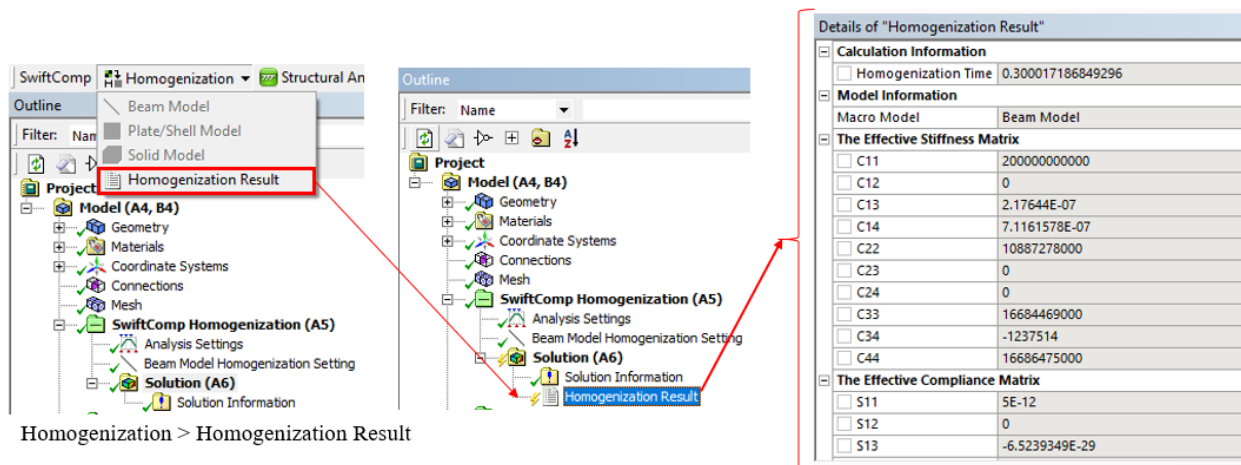 SwiftComp Homogenization Structural An
Outline
Filter: Nam
Beam Model
Plate/Shell Model
Solid Model
Homogenization Result
Project
Model (A4, B4)
Geometry
Materials
Coordinate Systems
Connections
Mesh
SwiftComp Homogenization (A5)
Analysis Settings
Beam Model Homogenization Setting
Solution (A6)
Solution Information
Homogenization > Homogenization Result
Outline
Filter: Name
Project
Model (A4, B4)
Geometry
Materials
Coordinate Systems
Connections
Mesh
SwiftComp Homogenization (A5)
Analysis Settings
Beam Model Homogenization Setting
Solution (A6)
Solution Information
Homogenization Result
Details of "Homogenization Result"
Calculation Information
Homogenization Time 0.300017186849296
Model Information
Macro Model Beam Model
The Effective Stiffness Matrix
C11 200000000000
C12 0
C13 2.17644E-07
C14 7.1161578E-07
C22 10887278000
C23 0
C24 0
C33 16684469000
C34 -1237514
C44 16686475000
The Effective Compliance Matrix
S11 5E-12
S12 0
S13 -6.5239349E-29